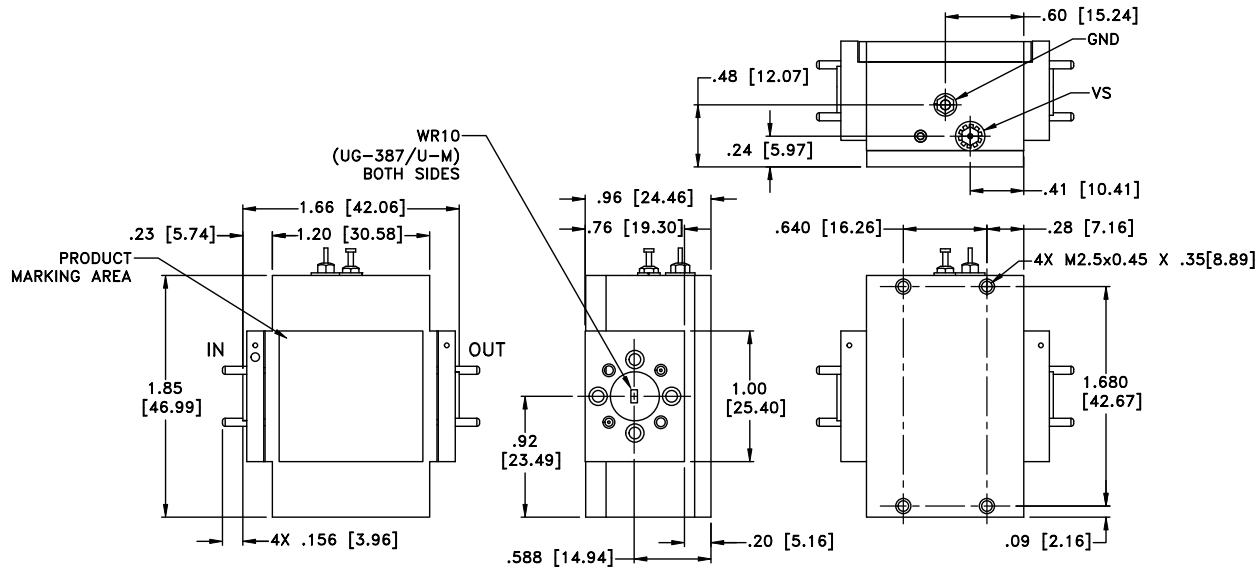 .60 [15.24]
GND
.48 [12.07]
VS
.24 [5.97]
.41 [10.41]
WR10
(UG-387/U-M)
BOTH SIDES
1.66 [42.06]
.23 [5.74]
1.20 [30.58]
PRODUCT
MARKING AREA
IN
OUT
1.85
[46.99]
4X .156 [3.96]
.96 [24.46]
.76 [19.30]
1.00
[25.40]
.92
[23.49]
.588 [14.94]
.20 [5.16]
.640 [16.26]
.28 [7.16]
4X M2.5x0.45 X .35[8.89]
1.680
[42.67]
.09 [2.16]